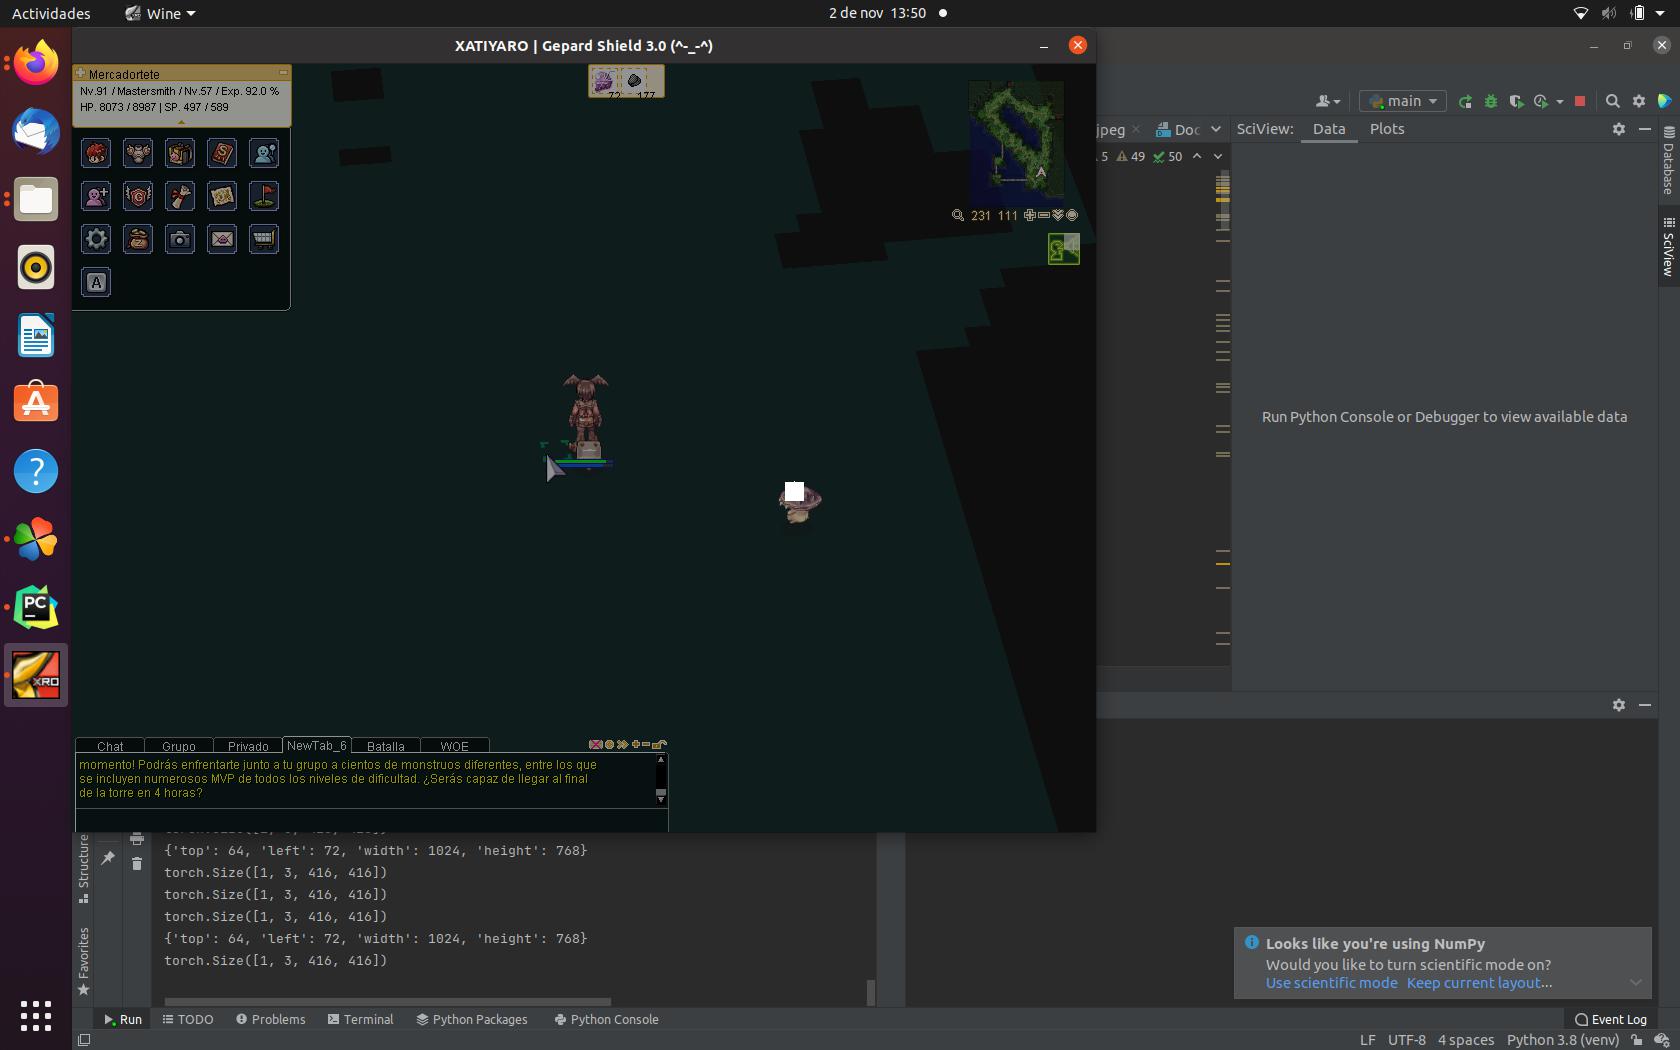 Actividades
Wine
2 de nov 13:50
XATIYARO | Gepard Shield 3.0 (^-_-^)
Mercadortete
Nv.91 / Mastersmith / Nv.57 / Exp. 92.0 %
HP. 8073 / 8987 | SP. 497 / 589
72
177
231 111
main
jpeg
Doc
SciView:
Data
Plots
5
49
50
Database
SciView
Run Python Console or Debugger to view available data
PC
XRO
A
Chat
Grupo
Privado
NewTab_6
Batalla
WOE
momento! Podrás enfrentarte junto a tu grupo a cientos de monstruos diferentes, entre los que
se incluyen numerosos MVP de todos los niveles de dificultad. ¿Serás capaz de llegar al final
de la torre en 4 horas?
Structure
Favorites
{'top': 64, 'left': 72, 'width': 1024, 'height': 768}
torch.Size([1, 3, 416, 416])
torch.Size([1, 3, 416, 416])
torch.Size([1, 3, 416, 416])
{'top': 64, 'left': 72, 'width': 1024, 'height': 768}
torch.Size([1, 3, 416, 416])
Looks like you're using NumPy
Would you like to turn scientific mode on?
Use scientific mode Keep current layout...
Run
TODO
Problems
Terminal
Python Packages
Python Console
Event Log
LF UTF-8 4 spaces Python 3.8 (venv)